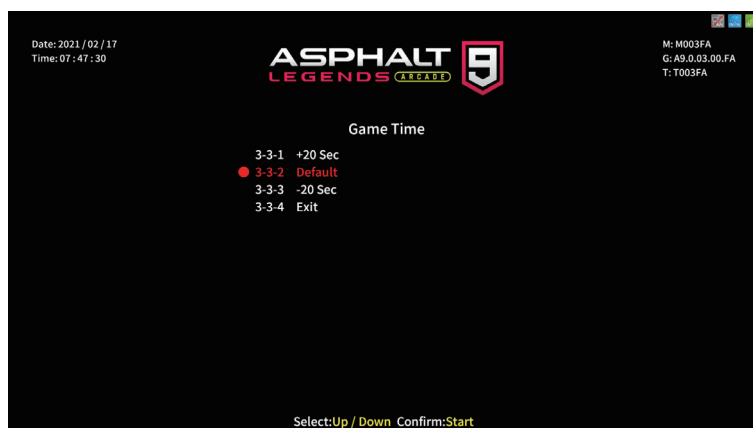 Date: 2021 / 02 / 17
Time: 07 : 47 : 30
ASPHALT 9
LEGENDS ARCADE
M: M003FA
G: A9.0.03.00.FA
T: T003FA
Game Time
3-3-1 +20 Sec
3-3-2 Default
3-3-3 -20 Sec
3-3-4 Exit
Select:Up / Down Confirm:Start